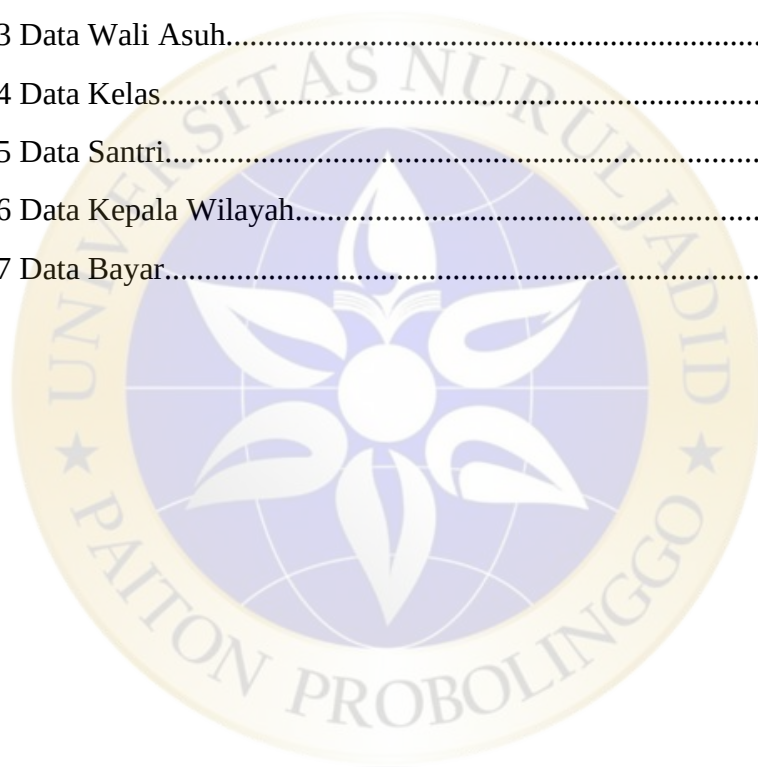 3 Data Wali Asuh................................................................
4 Data Kelas........................................................................
5 Data Santri........................................................................
6 Data Kepala Wilayah........................................................
7 Data Bayar........................................................................
UNIVERSITAS NURUL JADID
★ PAITON PROBOLINGGO ★